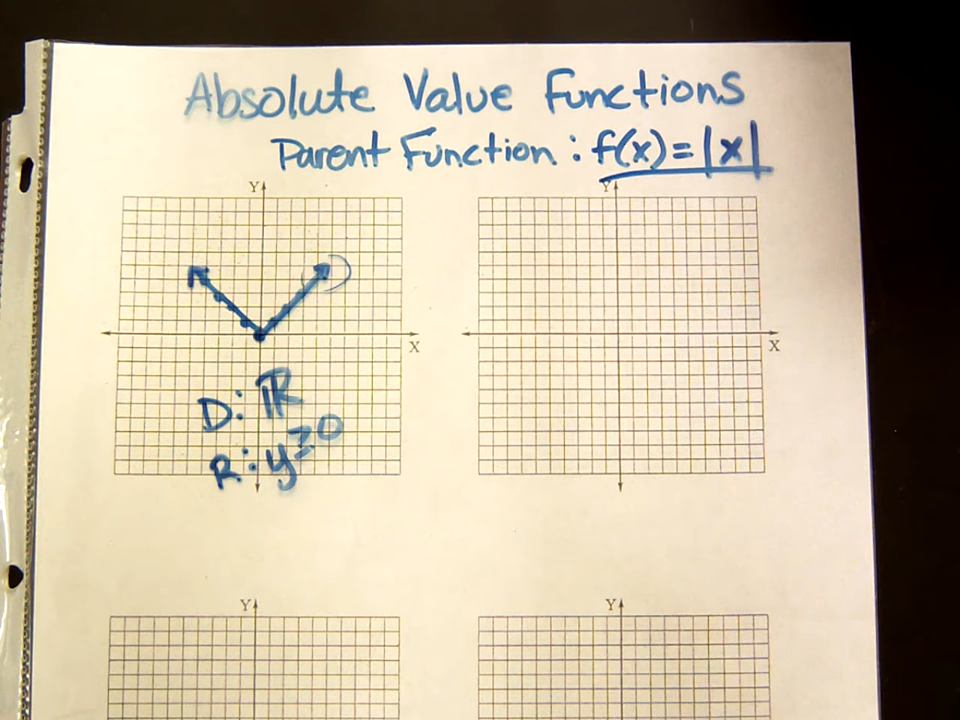 Absolute Value Functions
Parent Function : f(x) = |x|
Y
Y
X
X
D: ℝ
R: y ≥ 0
Y
Y